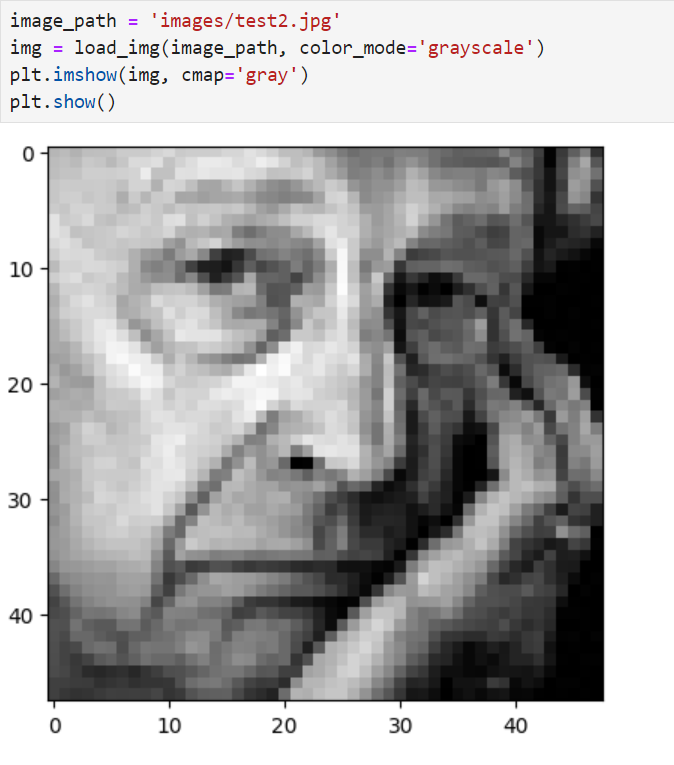 image_path = 'images/test2.jpg'
img = load_img(image_path, color_mode='grayscale')
plt.imshow(img, cmap='gray')
plt.show()
0
10
20
30
40
0 10 20 30 40